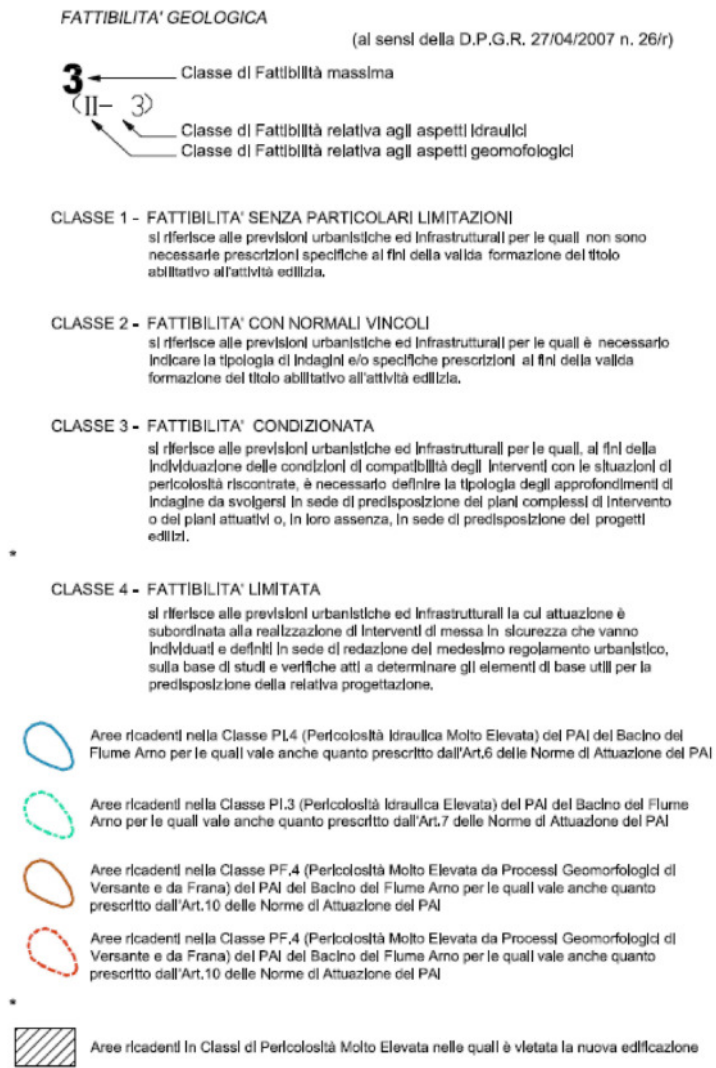 FATTIBILITA' GEOLOGICA
(ai sensi della D.P.G.R. 27/04/2007 n. 26/r)
3
Classe di Fattibilità massima
(II- 3)
Classe di Fattibilità relativa agli aspetti idraulici
Classe di Fattibilità relativa agli aspetti geomofologici
CLASSE 1 - FATTIBILITA' SENZA PARTICOLARI LIMITAZIONI
si riferisce alle previsioni urbanistiche ed infrastrutturali per le quali non sono
necessarie prescrizioni specifiche ai fini della valida formazione del titolo
abilitativo all'attività edilizia.
CLASSE 2 - FATTIBILITA' CON NORMALI VINCOLI
si riferisce alle previsioni urbanistiche ed infrastrutturali per le quali è necessario
indicare la tipologia di indagini e/o specifiche prescrizioni ai fini della valida
formazione del titolo abilitativo all'attività edilizia.
CLASSE 3 - FATTIBILITA' CONDIZIONATA
si riferisce alle previsioni urbanistiche ed infrastrutturali per le quali, ai fini della
individuazione delle condizioni di compatibilità degli interventi con le situazioni di
pericolosità riscontrate, è necessario definire la tipologia degli approfondimenti di
indagine da svolgersi in sede di predisposizione dei piani complessi di intervento
o dei piani attuativi o, in loro assenza, in sede di predisposizione dei progetti
edilizi.
*
CLASSE 4 - FATTIBILITA' LIMITATA
si riferisce alle previsioni urbanistiche ed infrastrutturali la cui attuazione è
subordinata alla realizzazione di interventi di messa in sicurezza che vanno
individuati e definiti in sede di redazione del medesimo regolamento urbanistico,
sulla base di studi e verifiche atti a determinare gli elementi di base utili per la
predisposizione della relativa progettazione.
Aree ricadenti nella Classe PI.4 (Pericolosità Idraulica Molto Elevata) del PAI del Bacino del
Fiume Arno per le quali vale anche quanto prescritto dall'Art.6 delle Norme di Attuazione del PAI
Aree ricadenti nella Classe PI.3 (Pericolosità Idraulica Elevata) del PAI del Bacino del Fiume
Arno per le quali vale anche quanto prescritto dall'Art.7 delle Norme di Attuazione del PAI
Aree ricadenti nella Classe PF.4 (Pericolosità Molto Elevata da Processi Geomorfologici di
Versante e da Frana) del PAI del Bacino del Fiume Arno per le quali vale anche quanto
prescritto dall'Art.10 delle Norme di Attuazione del PAI
Aree ricadenti nella Classe PF.4 (Pericolosità Molto Elevata da Processi Geomorfologici di
Versante e da Frana) del PAI del Bacino del Fiume Arno per le quali vale anche quanto
prescritto dall'Art.10 delle Norme di Attuazione del PAI
*
Aree ricadenti in Classi di Pericolosità Molto Elevata nelle quali è vietata la nuova edificazione